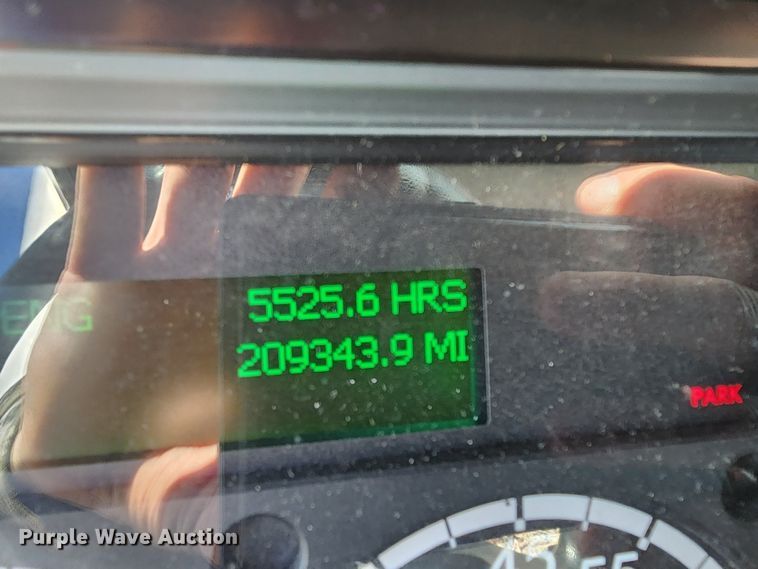 5525.6 HRS
ENG
209343.9 MI
PARK
Purple Wave Auction®